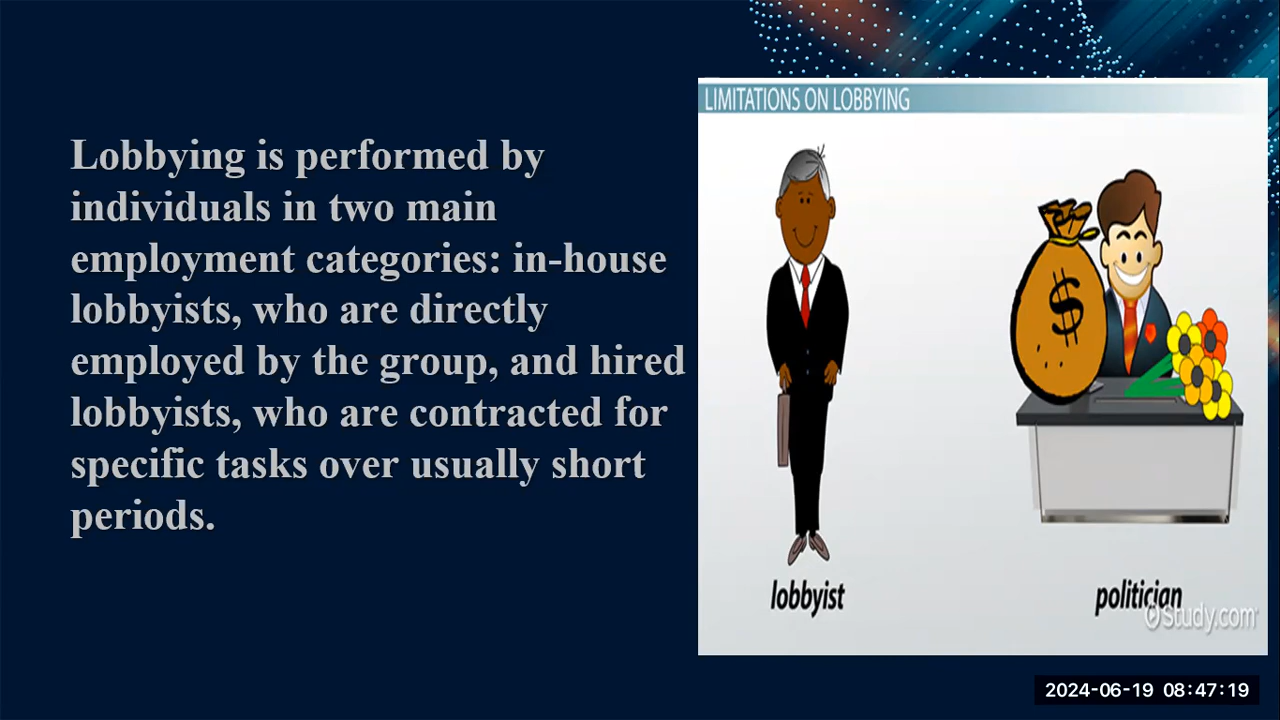 Lobbying is performed by
individuals in two main
employment categories: in-house
lobbyists, who are directly
employed by the group, and hired
lobbyists, who are contracted for
specific tasks over usually short
periods.
LIMITATIONS ON LOBBYING
$
lobbyist
politician
Study.com
2024-06-19 08:47:19